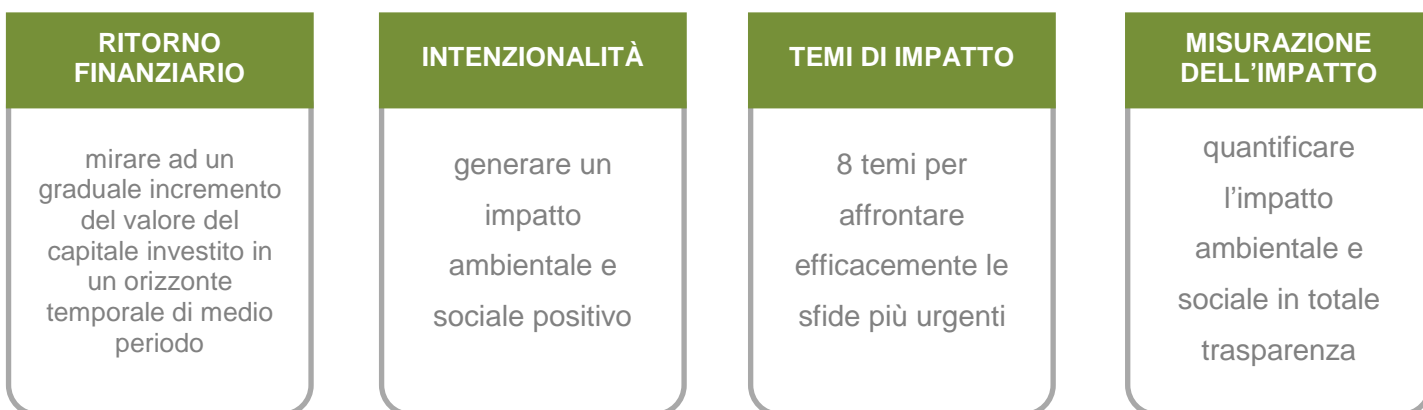 RITORNO
FINANZIARIO
mirare ad un
graduale incremento
del valore del
capitale investito in
un orizzonte
temporale di medio
periodo
INTENZIONALITÀ
generare un
impatto
ambientale e
sociale positivo
TEMI DI IMPATTO
8 temi per
affrontare
efficacemente le
sfide più urgenti
MISURAZIONE
DELL’IMPATTO
quantificare
l’impatto
ambientale e
sociale in totale
trasparenza